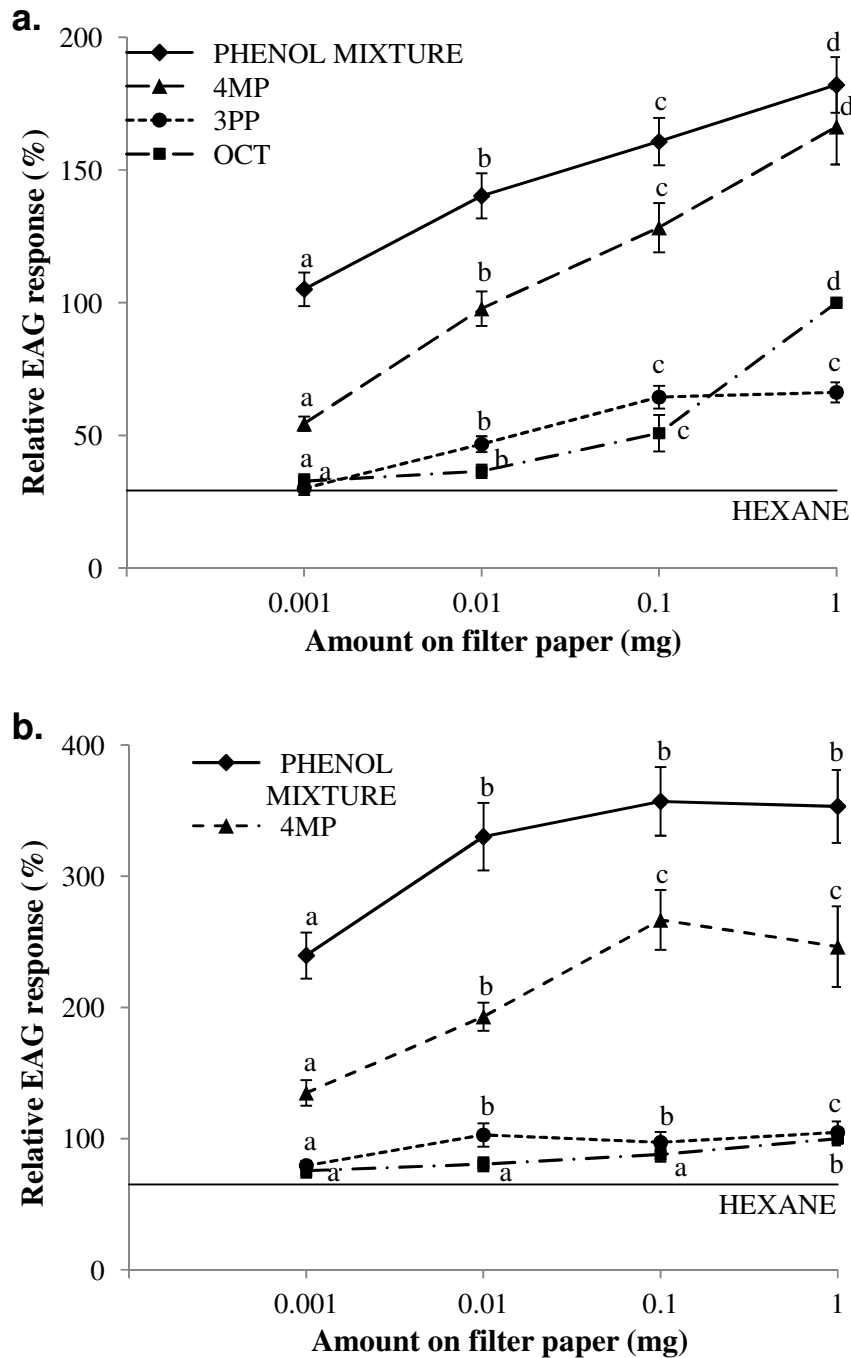 a.
200
150
100
50
0
Relative EAG response (%)
PHENOL MIXTURE
4MP
3PP
OCT
a
b
c
d
a
b
c
d
a
b
c
c
a
b
c
d
HEXANE
0.001 0.01 0.1 1
Amount on filter paper (mg)
b.
400
300
200
100
0
Relative EAG response (%)
PHENOL
MIXTURE
4MP
a
b
b
b
a
b
c
c
a
b
b
c
a
a
a
b
HEXANE
0.001 0.01 0.1 1
Amount on filter paper (mg)